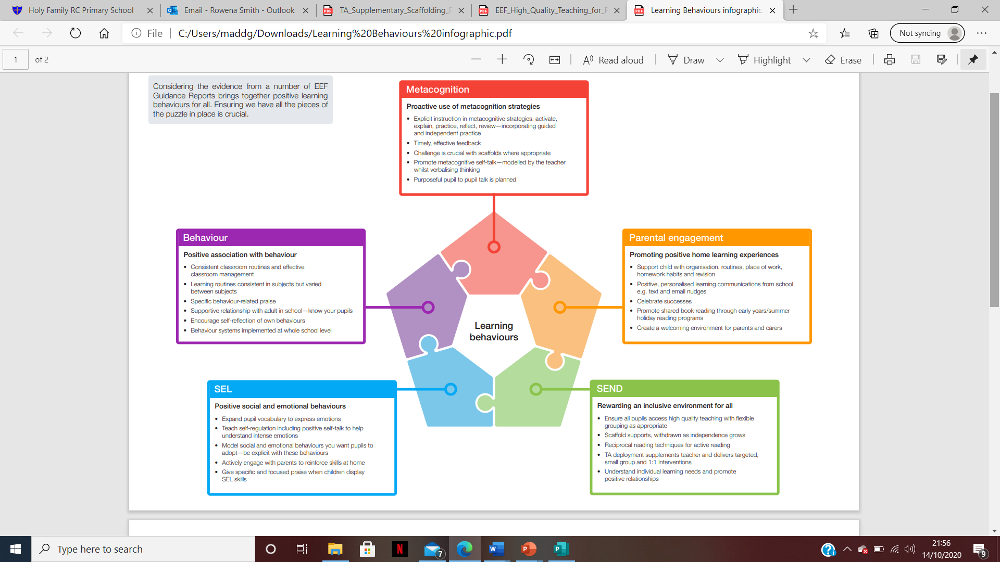 Holy Family RC Primary School
Email - Rowena Smith - Outlook
TA_Supplementary_Scaffolding_
EEF_High_Quality_Teaching_for_
Learning Behaviours infographic.
File
C:/Users/maddg/Downloads/Learning%20Behaviours%20infographic.pdf
Not syncing
1
of 2
Read aloud
Draw
Highlight
Erase
Considering the evidence from a number of EEF
Guidance Reports brings together positive learning
behaviours for all. Ensuring we have all the pieces of
the puzzle in place is crucial.
Metacognition
Proactive use of metacognition strategies
• Explicit instruction in metacognitive strategies: activate,
explain, practice, reflect, review—incorporating guided
and independent practice
• Timely, effective feedback
• Challenge is crucial with scaffolds where appropriate
• Promote metacognitive self-talk—modelled by the teacher
whilst verbalising thinking
• Purposeful pupil to pupil talk is planned
Behaviour
Positive association with behaviour
• Consistent classroom routines and effective
classroom management
• Learning routines consistent in subjects but varied
between subjects
• Specific behaviour-related praise
• Supportive relationship with adult in school—know your pupils
• Encourage self-reflection of own behaviours
• Behaviour systems implemented at whole school level
Parental engagement
Promoting positive home learning experiences
• Support child with organisation, routines, place of work,
homework habits and revision
• Positive, personalised learning communications from school
e.g. text and email nudges
• Celebrate successes
• Promote shared book reading through early years/summer
holiday reading programs
• Create a welcoming environment for parents and carers
Learning
behaviours
SEL
Positive social and emotional behaviours
• Expand pupil vocabulary to express emotions
• Teach self-regulation including positive self-talk to help
understand intense emotions
• Model social and emotional behaviours you want pupils to
adopt—be explicit with these behaviours
• Actively engage with parents to reinforce skills at home
• Give specific and focused praise when children display
SEL skills
SEND
Rewarding an inclusive environment for all
• Ensure all pupils access high quality teaching with flexible
grouping as appropriate
• Scaffold supports, withdrawn as independence grows
• Reciprocal reading techniques for active reading
• TA deployment supplements teacher and delivers targeted,
small group and 1:1 interventions
• Understand individual learning needs and promote
positive relationships
Type here to search
7
21:56
14/10/2020
9